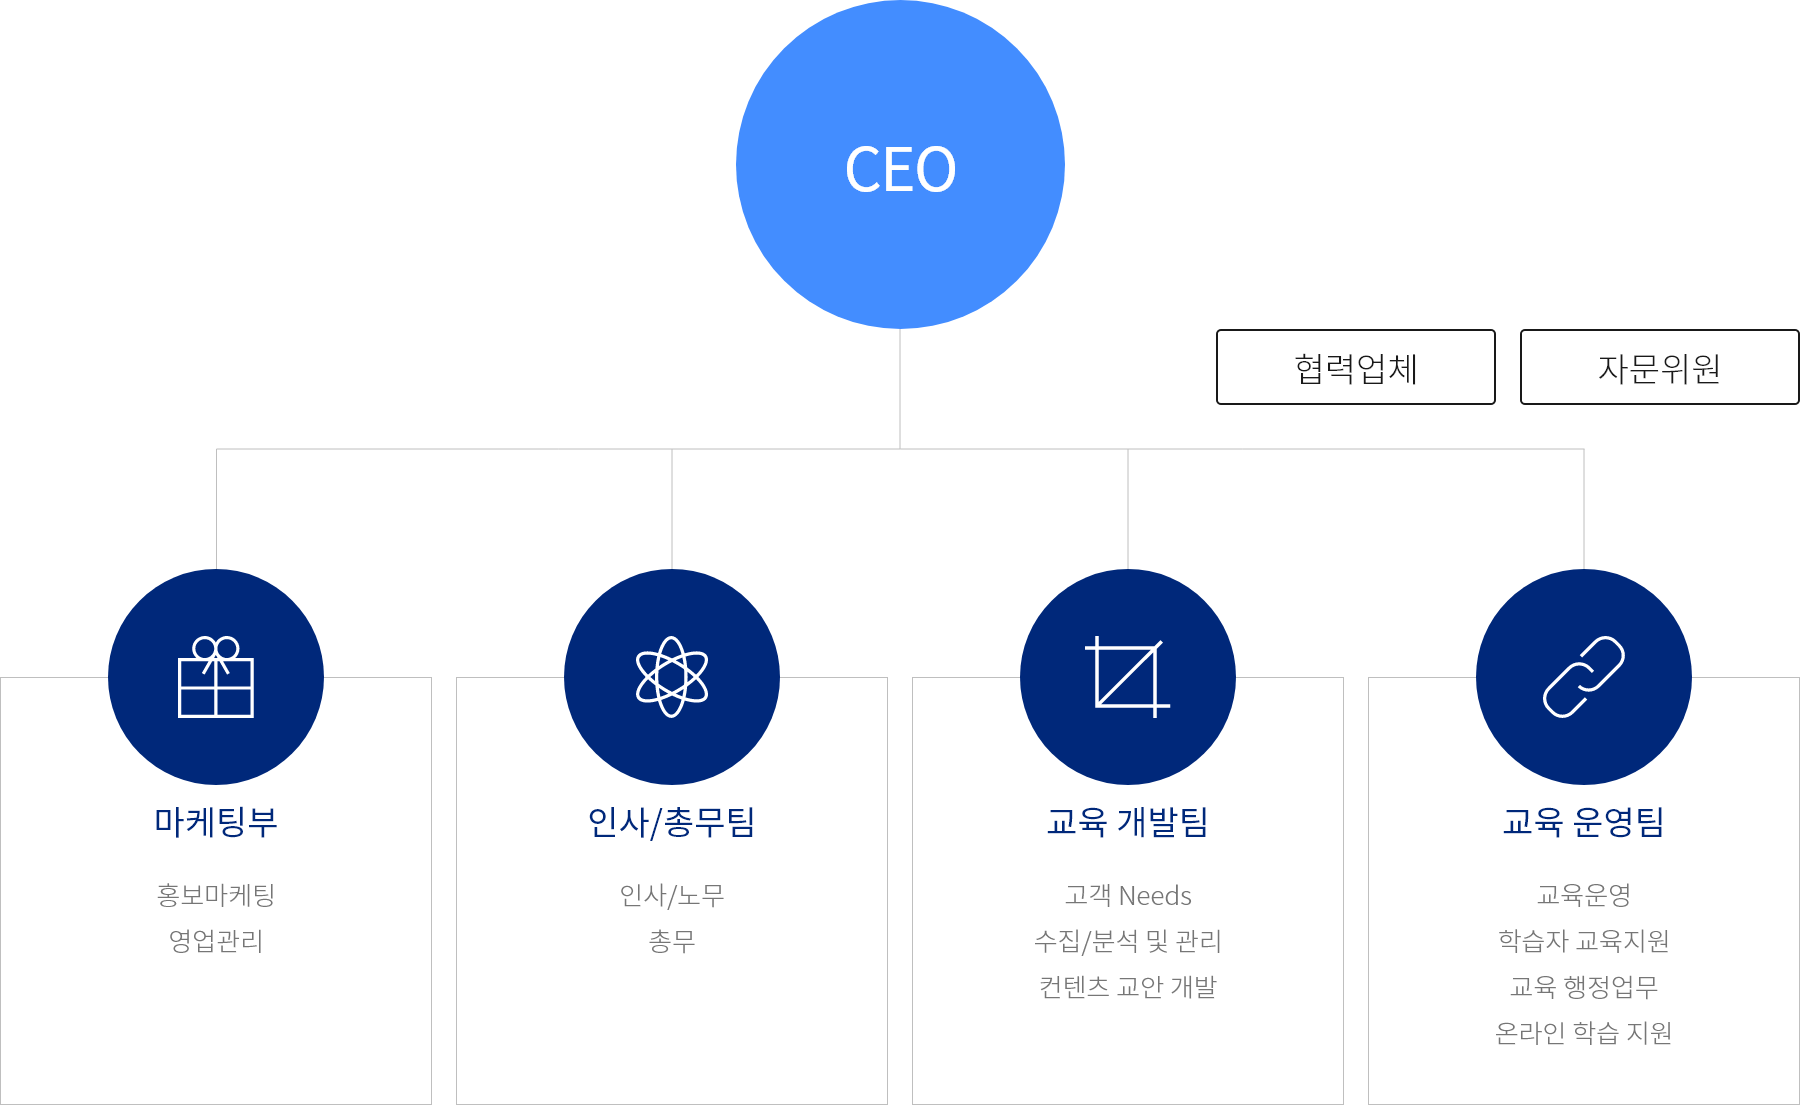 CEO
협력업체
자문위원
마케팅부
홍보마케팅
영업관리
인사/총무팀
인사/노무
총무
교육 개발팀
고객 Needs
수집/분석 및 관리
컨텐츠 교안 개발
교육 운영팀
교육운영
학습자 교육지원
교육 행정업무
온라인 학습 지원